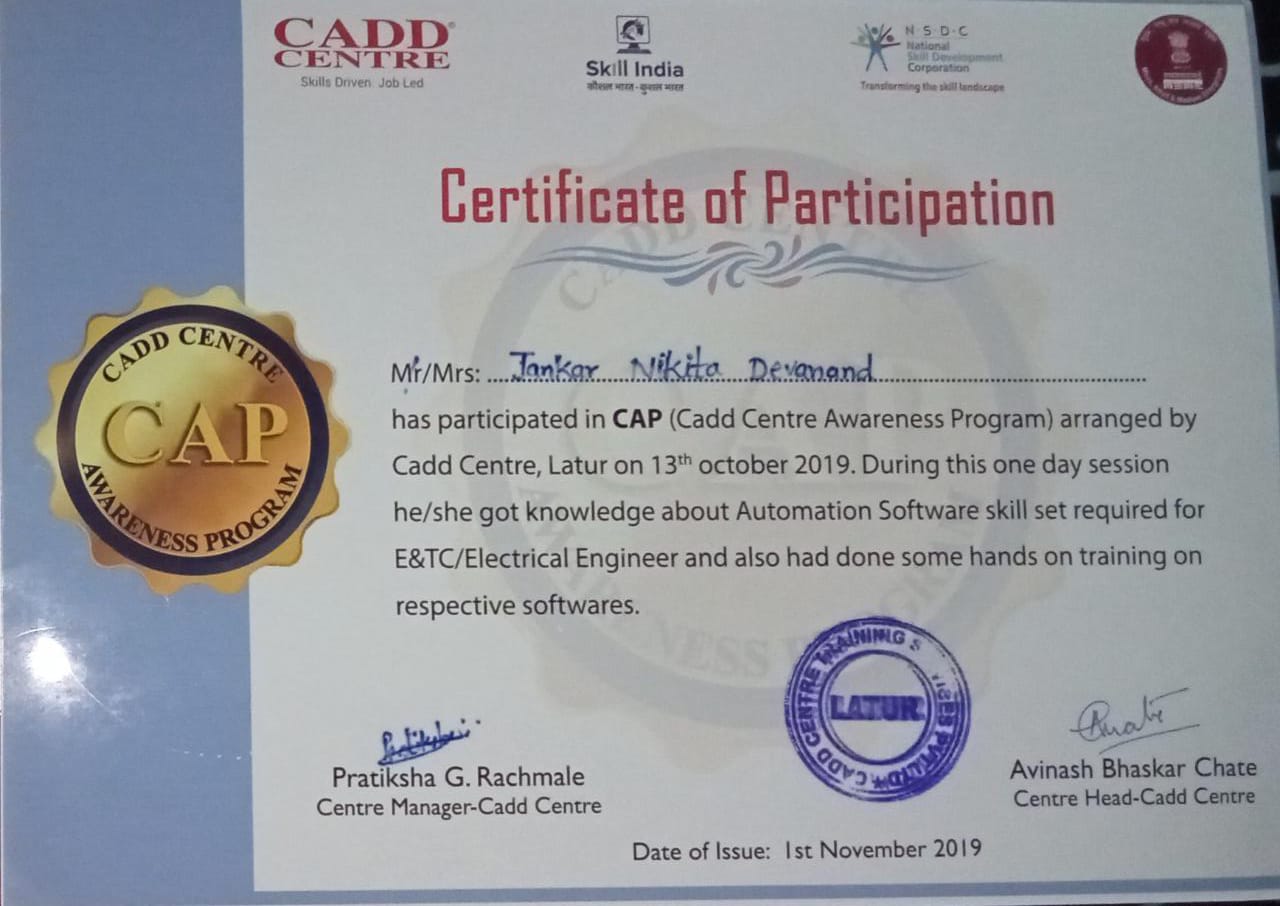 CADD CENTRE
Skills Driven. Job Led
Skill India
कौशल भारत - कुशल भारत
N·S·D·C
National
Skill Development
Corporation
Transforming the skill landscape
Certificate of Participation
CADD CENTRE
CAP
AWARENESS PROGRAM
Mr/Mrs: Jankar Nikita Devanand
has participated in CAP (Cadd Centre Awareness Program) arranged by
Cadd Centre, Latur on 13th october 2019. During this one day session
he/she got knowledge about Automation Software skill set required for
E&TC/Electrical Engineer and also had done some hands on training on
respective softwares.
CADD CENTRE TRAINING PVT.LTD
LATUR
Pratiksha G. Rachmale
Centre Manager-Cadd Centre
Avinash Bhaskar Chate
Centre Head-Cadd Centre
Date of Issue: 1st November 2019